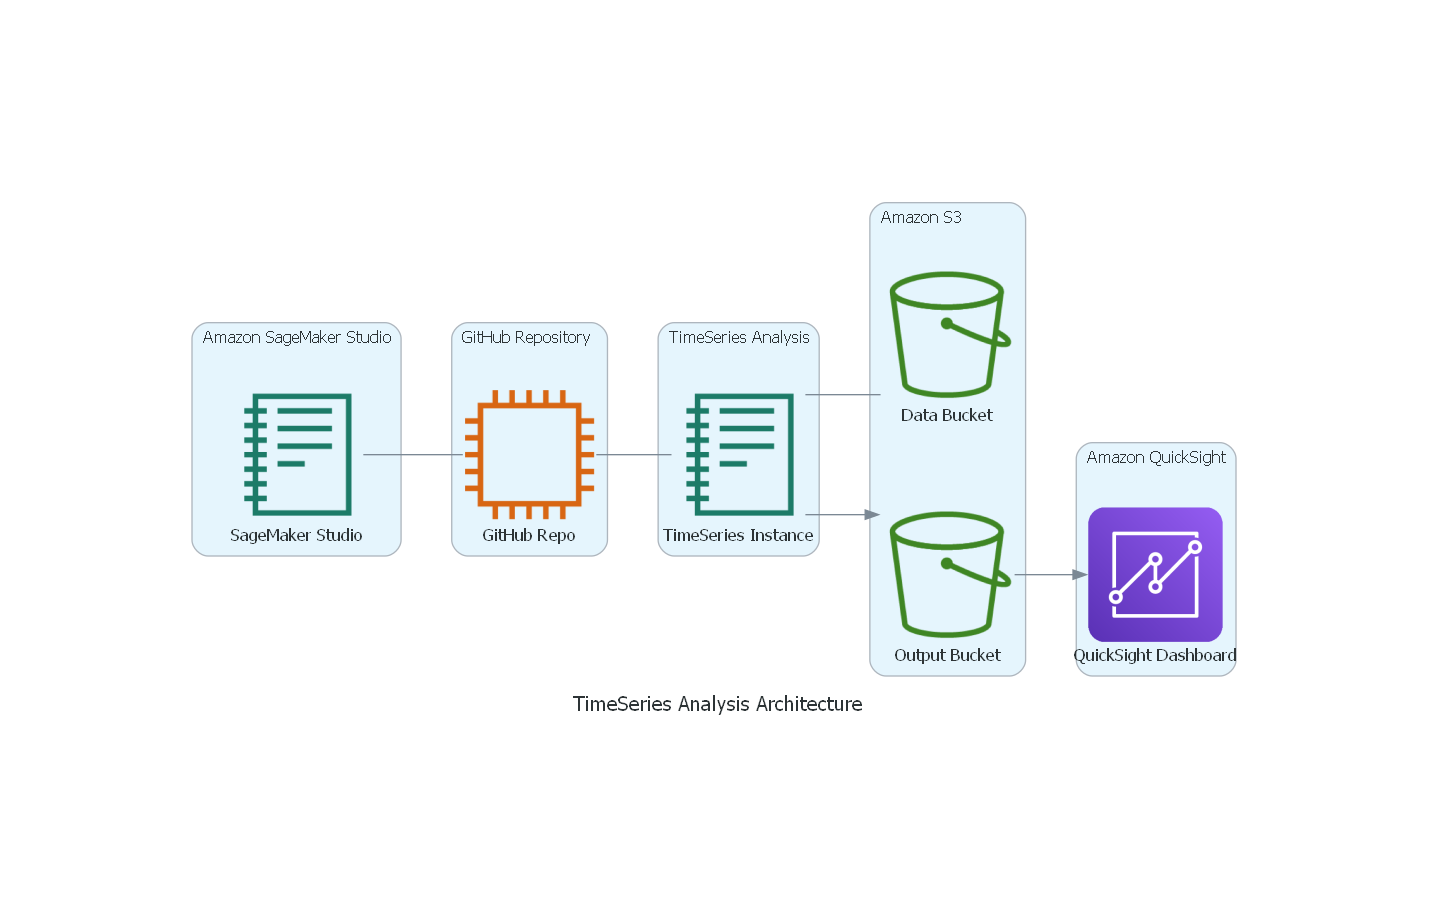 Amazon S3
Data Bucket
Amazon SageMaker Studio
GitHub Repository
TimeSeries Analysis
SageMaker Studio
GitHub Repo
TimeSeries Instance
Amazon QuickSight
Output Bucket
QuickSight Dashboard
TimeSeries Analysis Architecture